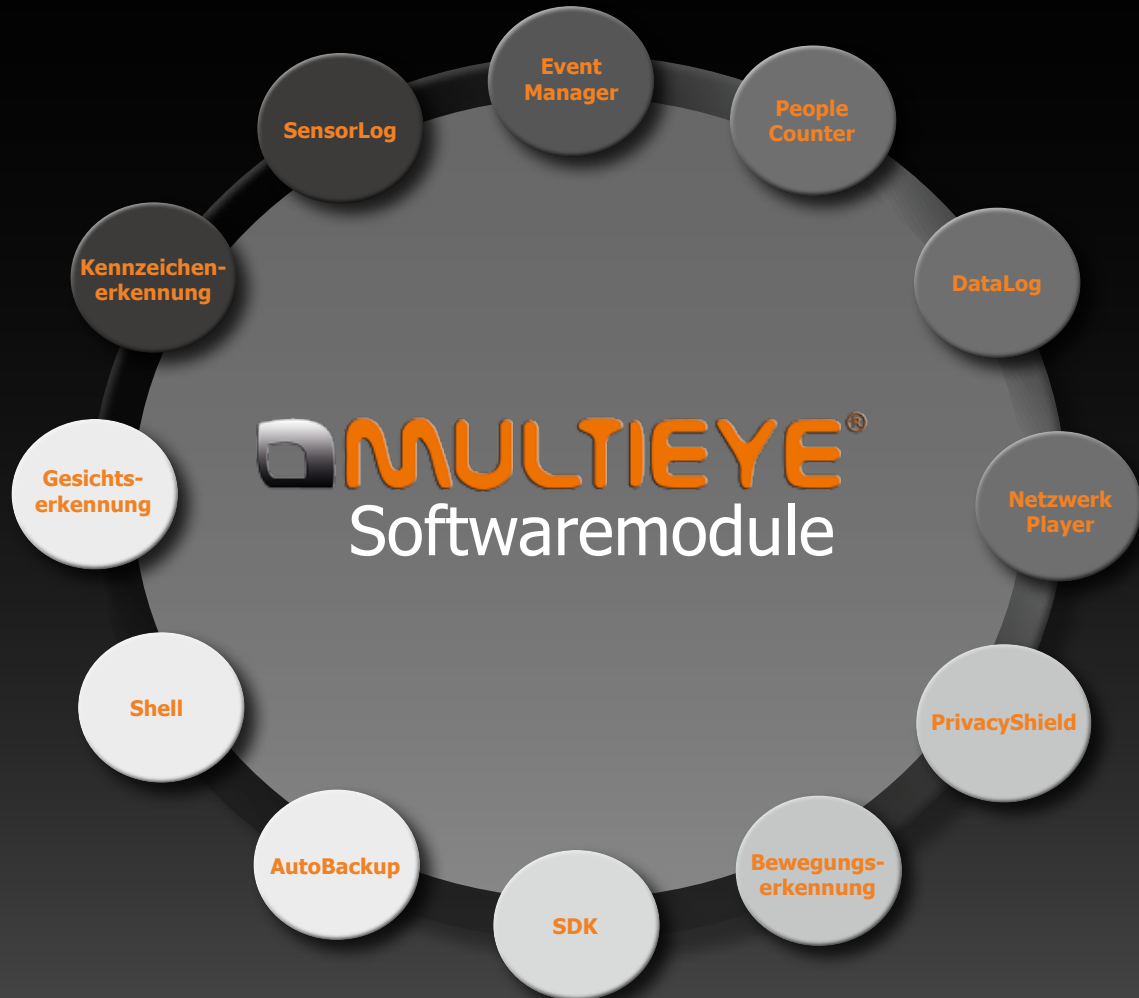 Event
Manager
People
Counter
SensorLog
Kennzeichen-
erkennung
DataLog
MULTIEYE®
Softwaremodule
Gesichts-
erkennung
Netzwerk
Player
Shell
PrivacyShield
AutoBackup
Bewegungs-
erkennung
SDK